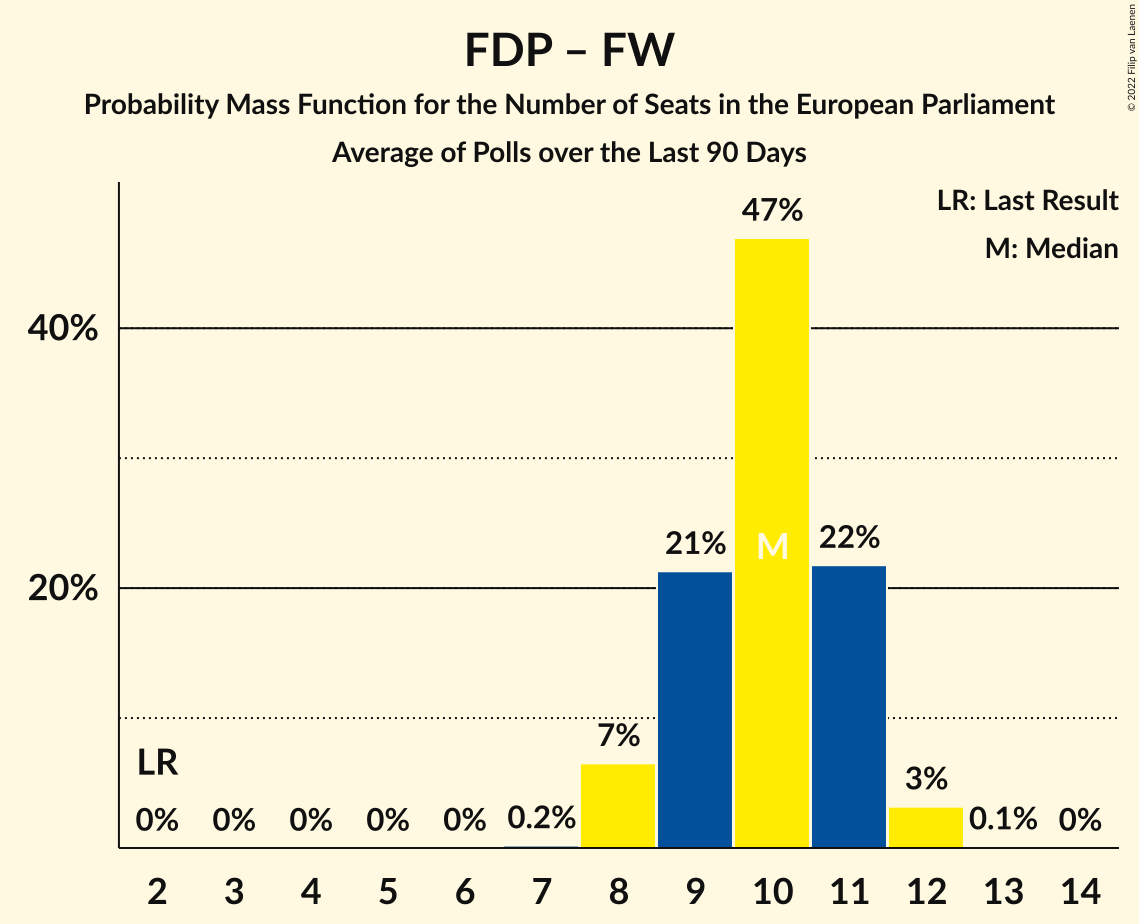 FDP – FW
Probability Mass Function for the Number of Seats in the European Parliament
Average of Polls over the Last 90 Days
© 2022 Filip van Laenen
LR: Last Result
M: Median
47%
40%
22%
21%
M
20%
7%
LR
3%
0% 0% 0% 0% 0% 0.2% 0.1% 0%
2 3 4 5 6 7 8 9 10 11 12 13 14